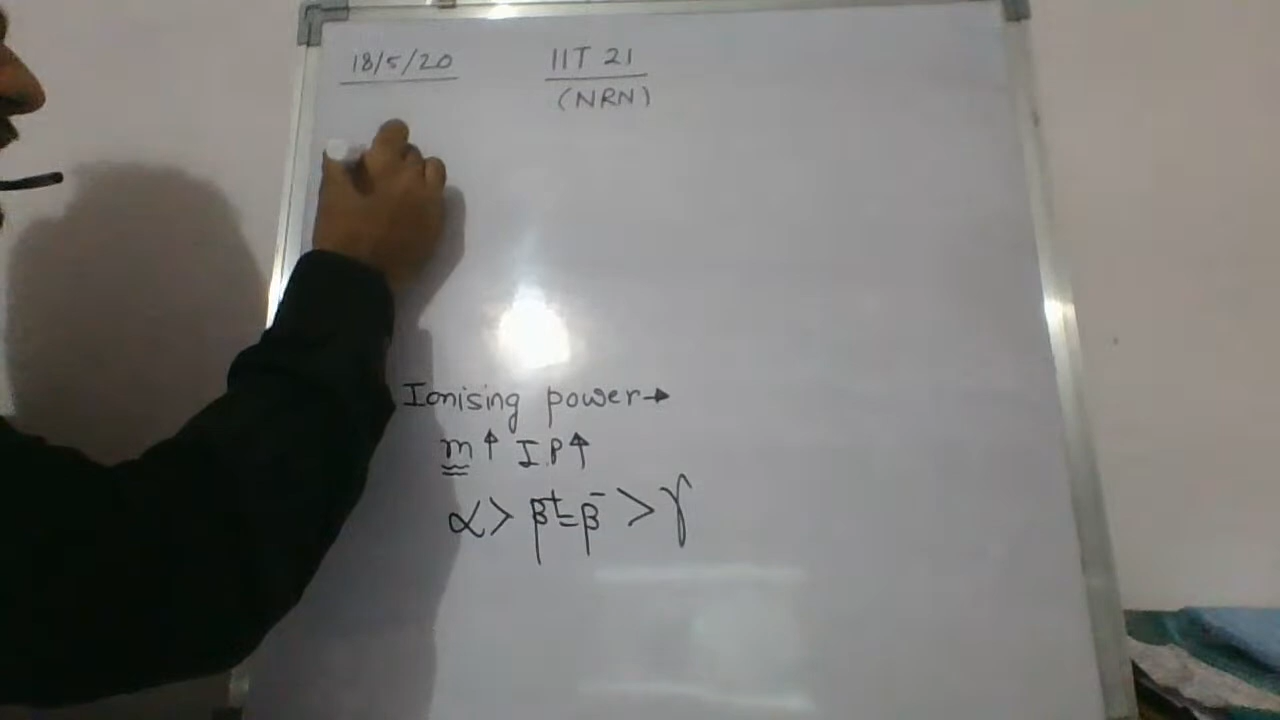 18/5/20 IIT 21
(NRN)
Ionising power→
m↑ I.P↑
α > β⁺=β⁻ > γ